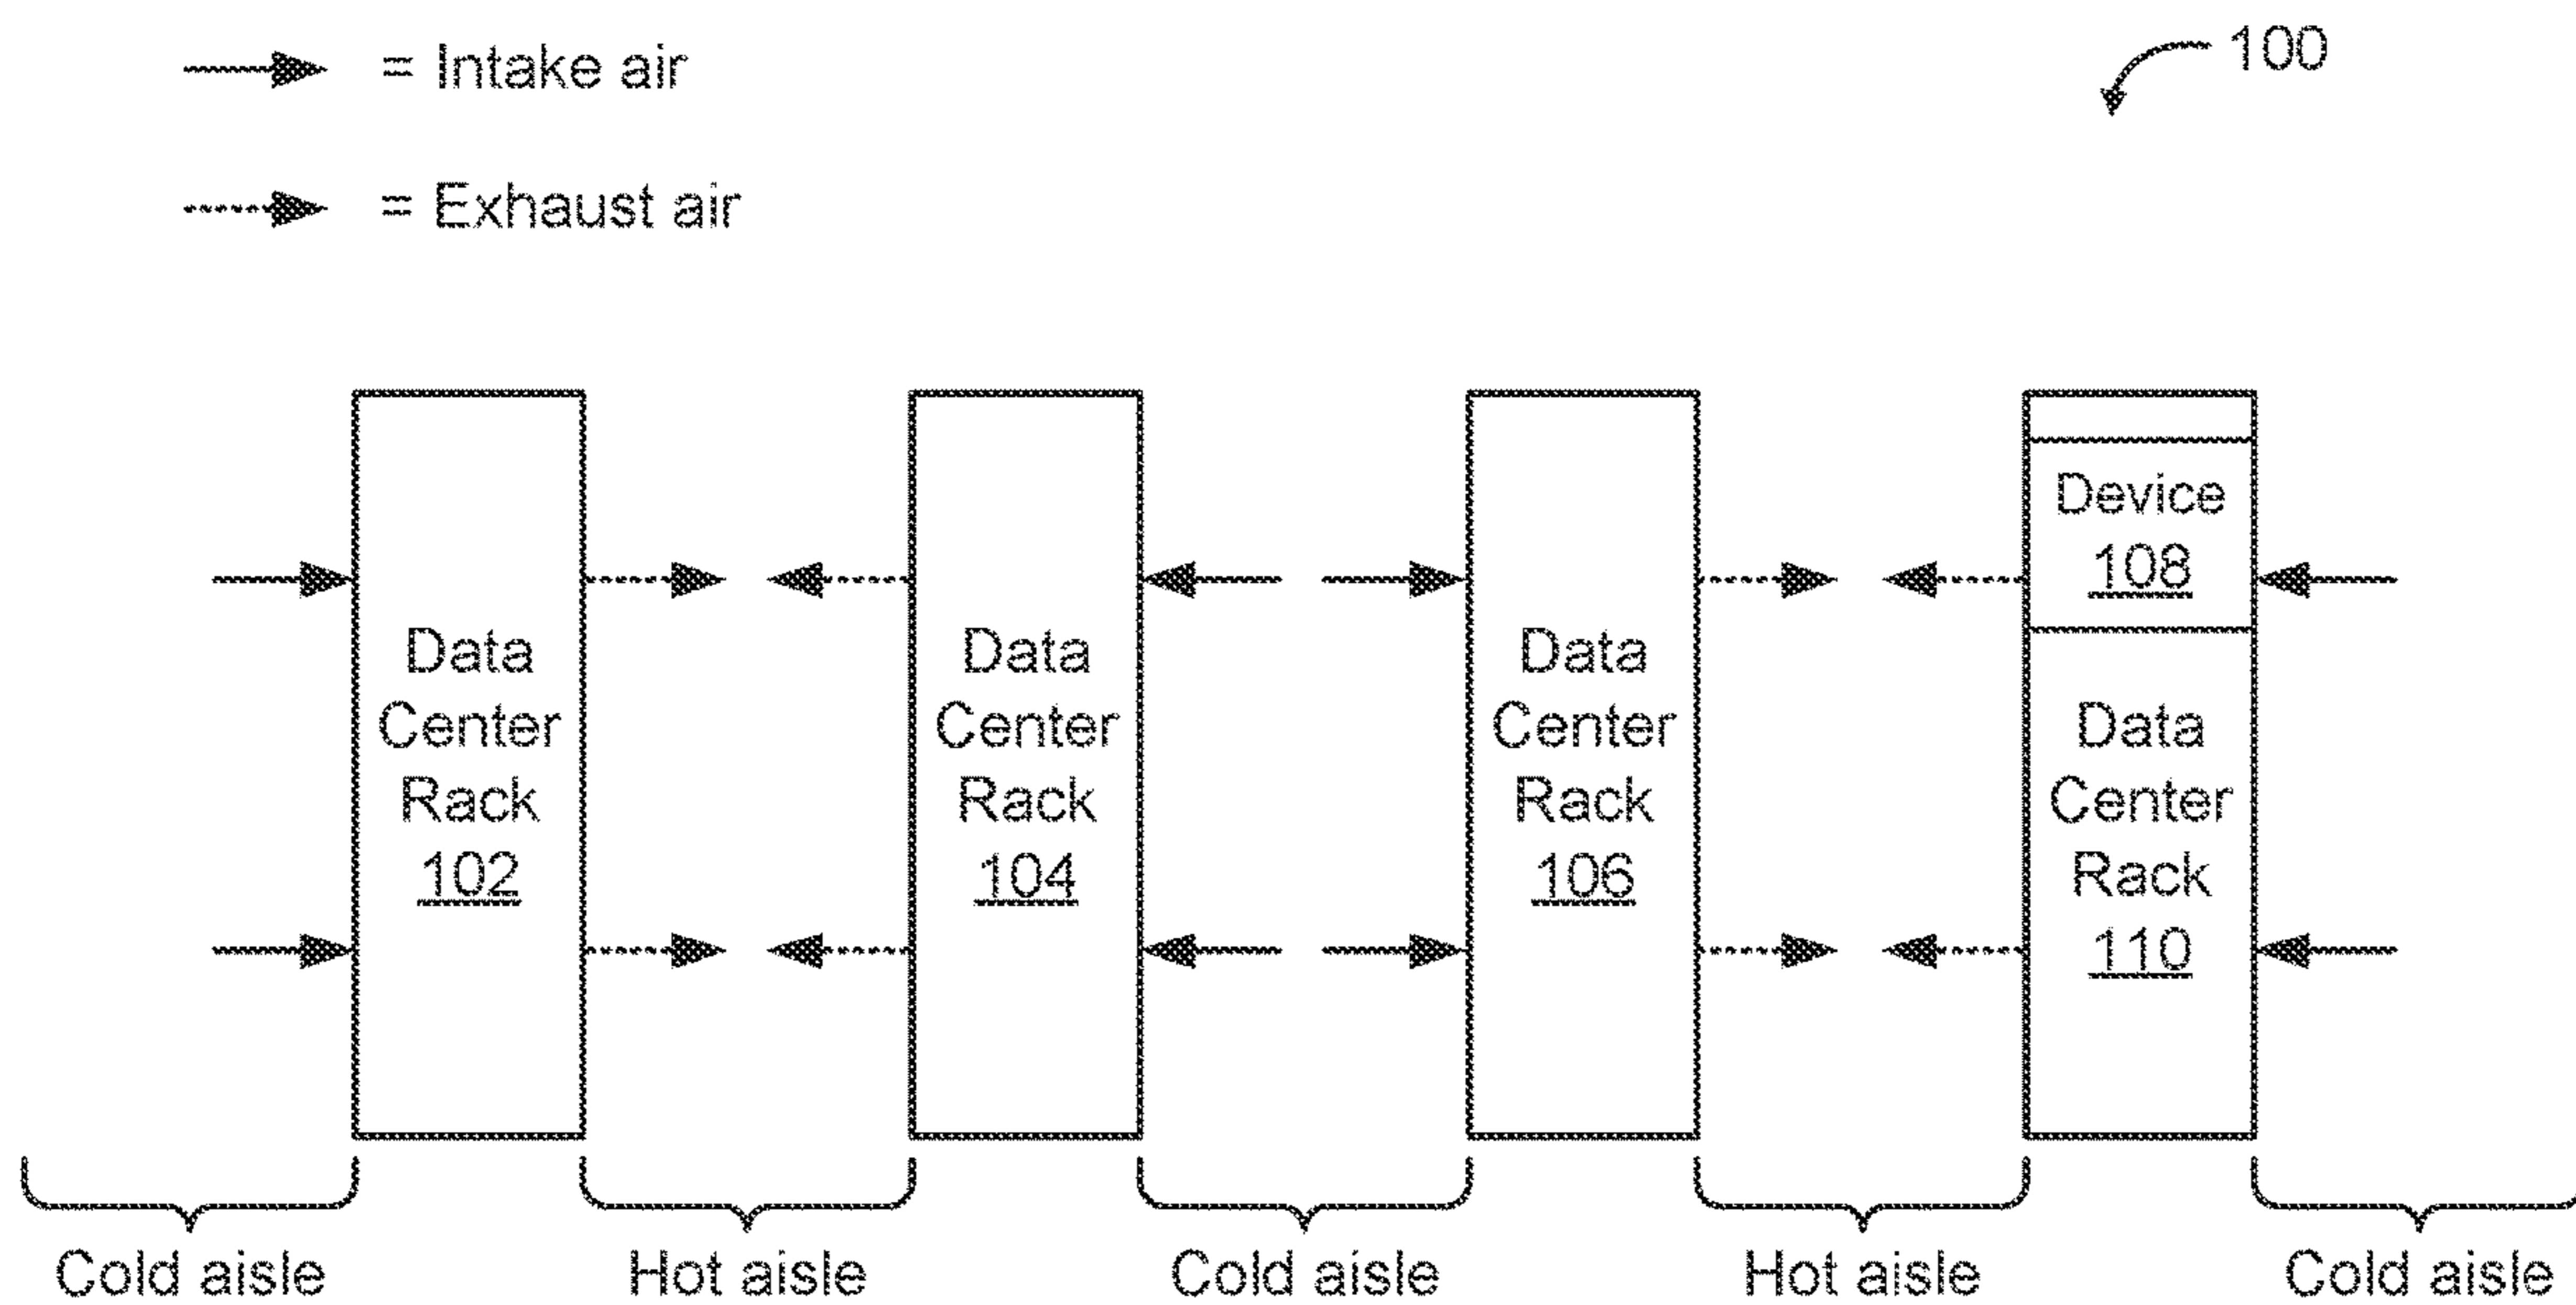 = Intake air
100
= Exhaust air
Data
Center
Rack
102
Data
Center
Rack
104
Data
Center
Rack
106
Device
108
Data
Center
Rack
110
Cold aisle
Hot aisle
Cold aisle
Hot aisle
Cold aisle